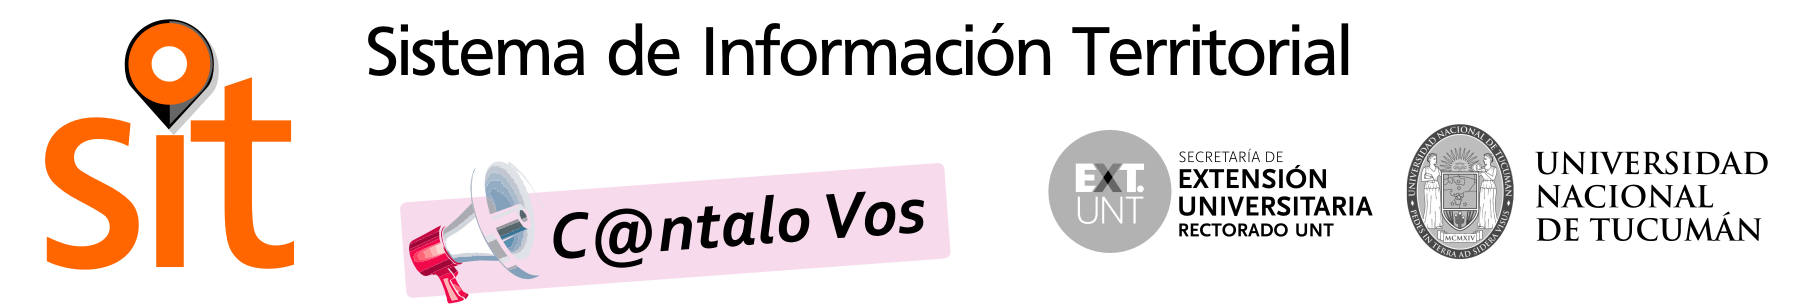 sit
Sistema de Información Territorial
C@ntalo Vos
EXT.
UNT
SECRETARÍA DE
EXTENSIÓN
UNIVERSITARIA
RECTORADO UNT
UNIVERSIDAD NACIONAL DE TUCUMÁN
PEDES IN TERRA AD SIDERA VISUS
MCMXIV
UNIVERSIDAD
NACIONAL
DE TUCUMÁN